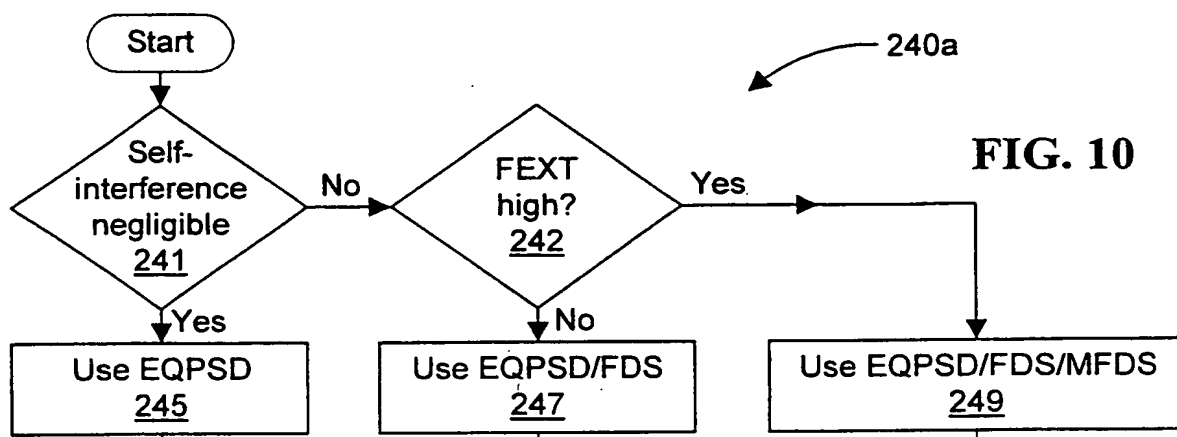 Start
240a
FIG. 10
Self-
interference
negligible
241
No
FEXT
high?
242
Yes
Yes
No
Use EQPSD
245
Use EQPSD/FDS
247
Use EQPSD/FDS/MFDS
249